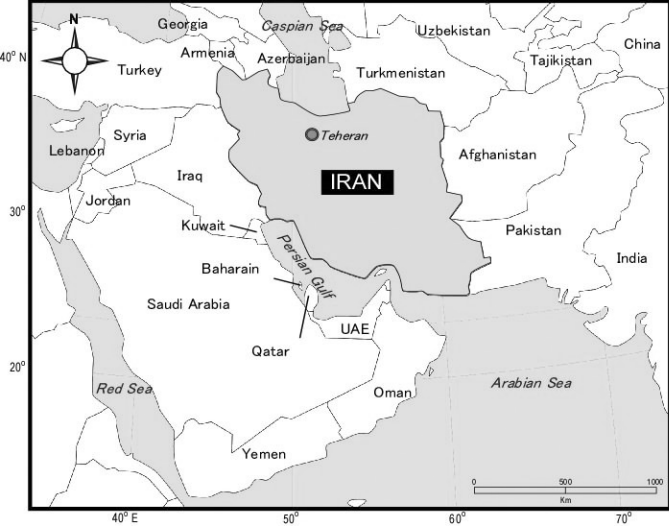 N
Georgia
Caspian Sea
Uzbekistan
China
40° N
Armenia
Azerbaijan
Tajikistan
Turkey
Turkmenistan
Syria
Teheran
Lebanon
Afghanistan
Iraq
IRAN
Jordan
30°
Kuwait
Pakistan
Persian Gulf
India
Baharain
Saudi Arabia
UAE
Qatar
20°
Red Sea
Oman
Arabian Sea
Yemen
0 500 1000
Km
40° E 50° 60° 70°